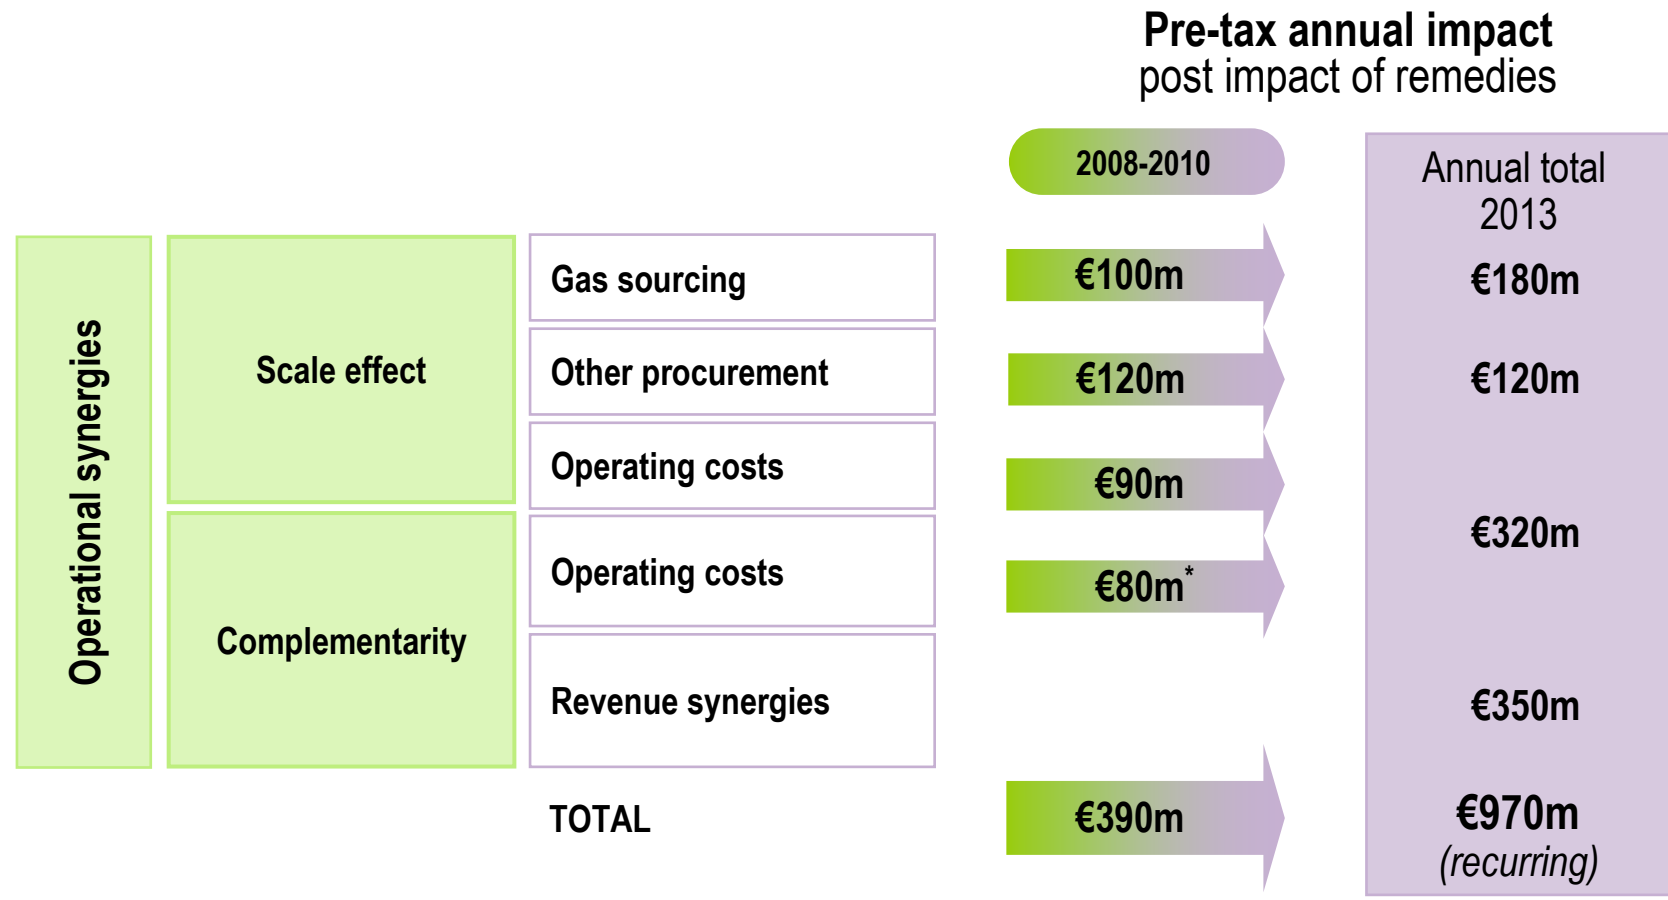 Pre-tax annual impact
post impact of remedies
2008-2010
Annual total
2013
Operational synergies
Scale effect
Gas sourcing
€100m
€180m
Other procurement
€120m
€120m
Operating costs
€90m
€320m
Complementarity
Operating costs
€80m*
Revenue synergies
€350m
TOTAL
€390m
€970m
(recurring)